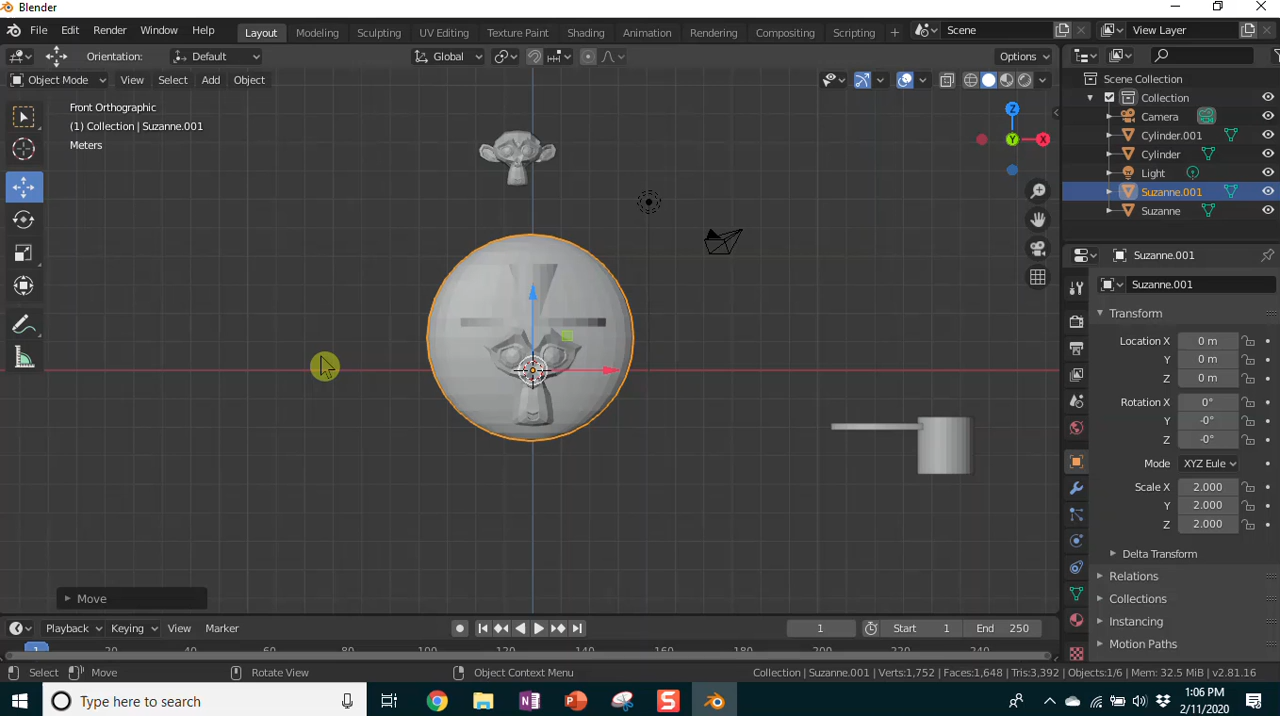 Blender
File Edit Render Window Help Layout Modeling Sculpting UV Editing Texture Paint Shading Animation Rendering Compositing Scripting + Scene View Layer
Orientation: Default Global Options
Object Mode View Select Add Object
Front Orthographic
(1) Collection | Suzanne.001
Meters
Z
Y
X
Scene Collection
Collection
Camera
Cylinder.001
Cylinder
Light
Suzanne.001
Suzanne
Suzanne.001
Suzanne.001
Transform
Location X 0 m
Y 0 m
Z 0 m
Rotation X 0°
Y -0°
Z -0°
Mode XYZ Eule
Scale X 2.000
Y 2.000
Z 2.000
Delta Transform
Relations
Collections
Instancing
Motion Paths
Move
Playback Keying View Marker 1 Start 1 End 250
1 20 40 60 80 100 120 140 160 180 200 220 240
Select Move Rotate View Object Context Menu Collection | Suzanne.001 | Verts:1,752 | Faces:1,648 | Tris:3,392 | Objects:1/6 | Mem: 32.5 MiB | v2.81.16
Type here to search
1:06 PM
2/11/2020